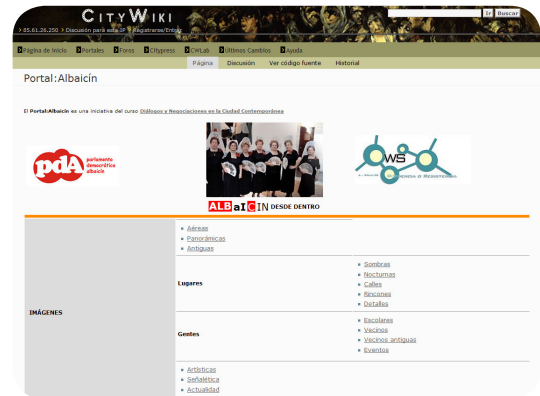 CITYWIKI
Ir Buscar
85.61.26.250 Discusión para esta IP Registrarse/Entrar
Página de Inicio Portales Foros Citypress CWLab Últimos Cambios Ayuda
Página Discusión Ver código fuente Historial
Portal:Albaicín
El Portal:Albaicín es una iniciativa del curso Diálogos y Negociaciones en la Ciudad Contemporánea
pdA parlamento democrático albaicín
WS
O RESISTENCIA
ALBaICIN DESDE DENTRO
IMÁGENES
Aéreas
Panorámicas
Antiguas
Lugares
Sombras
Nocturnas
Calles
Rincones
Detalles
Gentes
Escolares
Vecinos
Vecinos antiguas
Eventos
Artísticas
Señalética
Actualidad